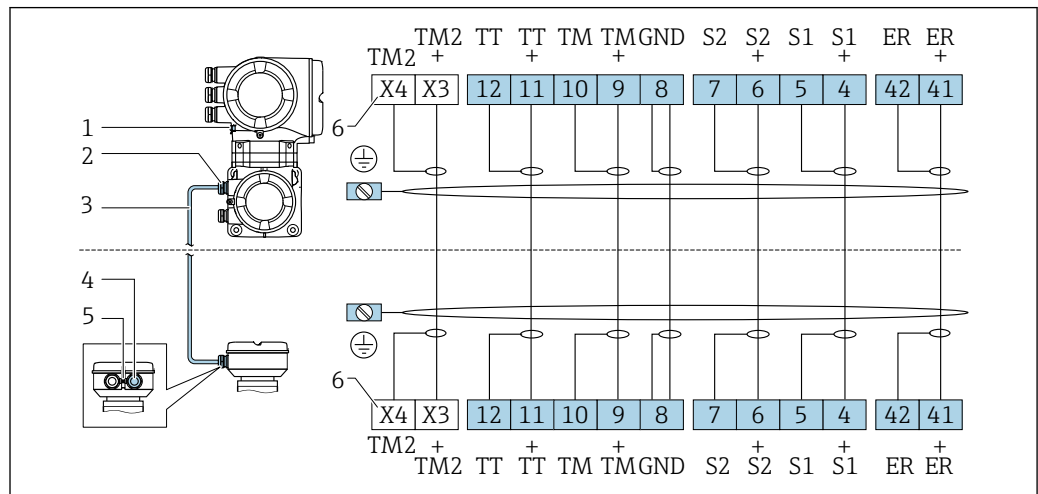 TM2 TT TT TM TM GND S2 S2 S1 S1 ER ER
TM2 + + + + + +
X4 X3 12 11 10 9 8 7 6 5 4 42 41
1
2
3
6
4
5
6
X4 X3 12 11 10 9 8 7 6 5 4 42 41
TM2 + + + + + +
TM2 TT TT TM TM GND S2 S2 S1 S1 ER ER